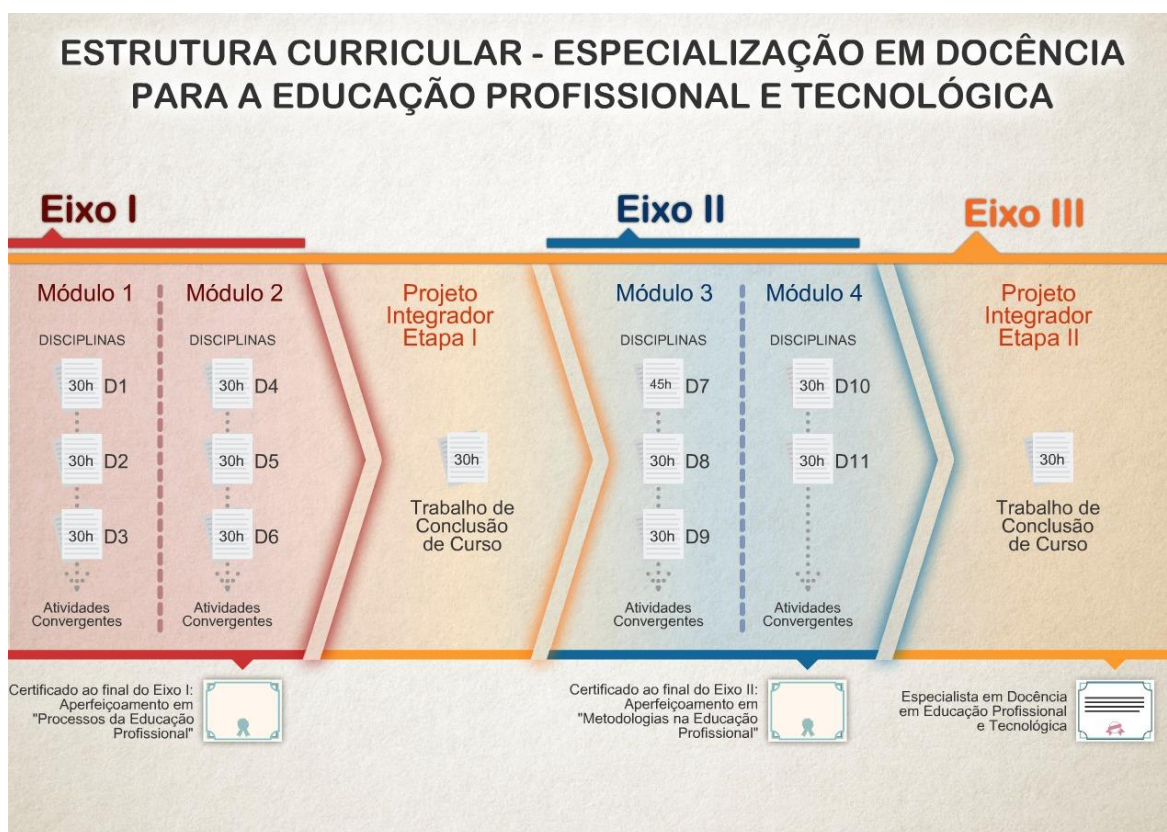 ESTRUTURA CURRICULAR - ESPECIALIZAÇÃO EM DOCÊNCIA
PARA A EDUCAÇÃO PROFISSIONAL E TECNOLÓGICA
Eixo I
Módulo 1
DISCIPLINAS
30h D1
30h D2
30h D3
Atividades
Convergentes
Módulo 2
DISCIPLINAS
30h D4
30h D5
30h D6
Atividades
Convergentes
Certificado ao final do Eixo I:
Aperfeiçoamento em
"Processos da Educação
Profissional"
Projeto
Integrador
Etapa I
30h
Trabalho de
Conclusão
de Curso
Eixo II
Módulo 3
DISCIPLINAS
45h D7
30h D8
30h D9
Atividades
Convergentes
Módulo 4
DISCIPLINAS
30h D10
30h D11
Atividades
Convergentes
Certificado ao final do Eixo II:
Aperfeiçoamento em
"Metodologias na Educação
Profissional"
Eixo III
Projeto
Integrador
Etapa II
30h
Trabalho de
Conclusão
de Curso
Especialista em Docência
em Educação Profissional
e Tecnológica